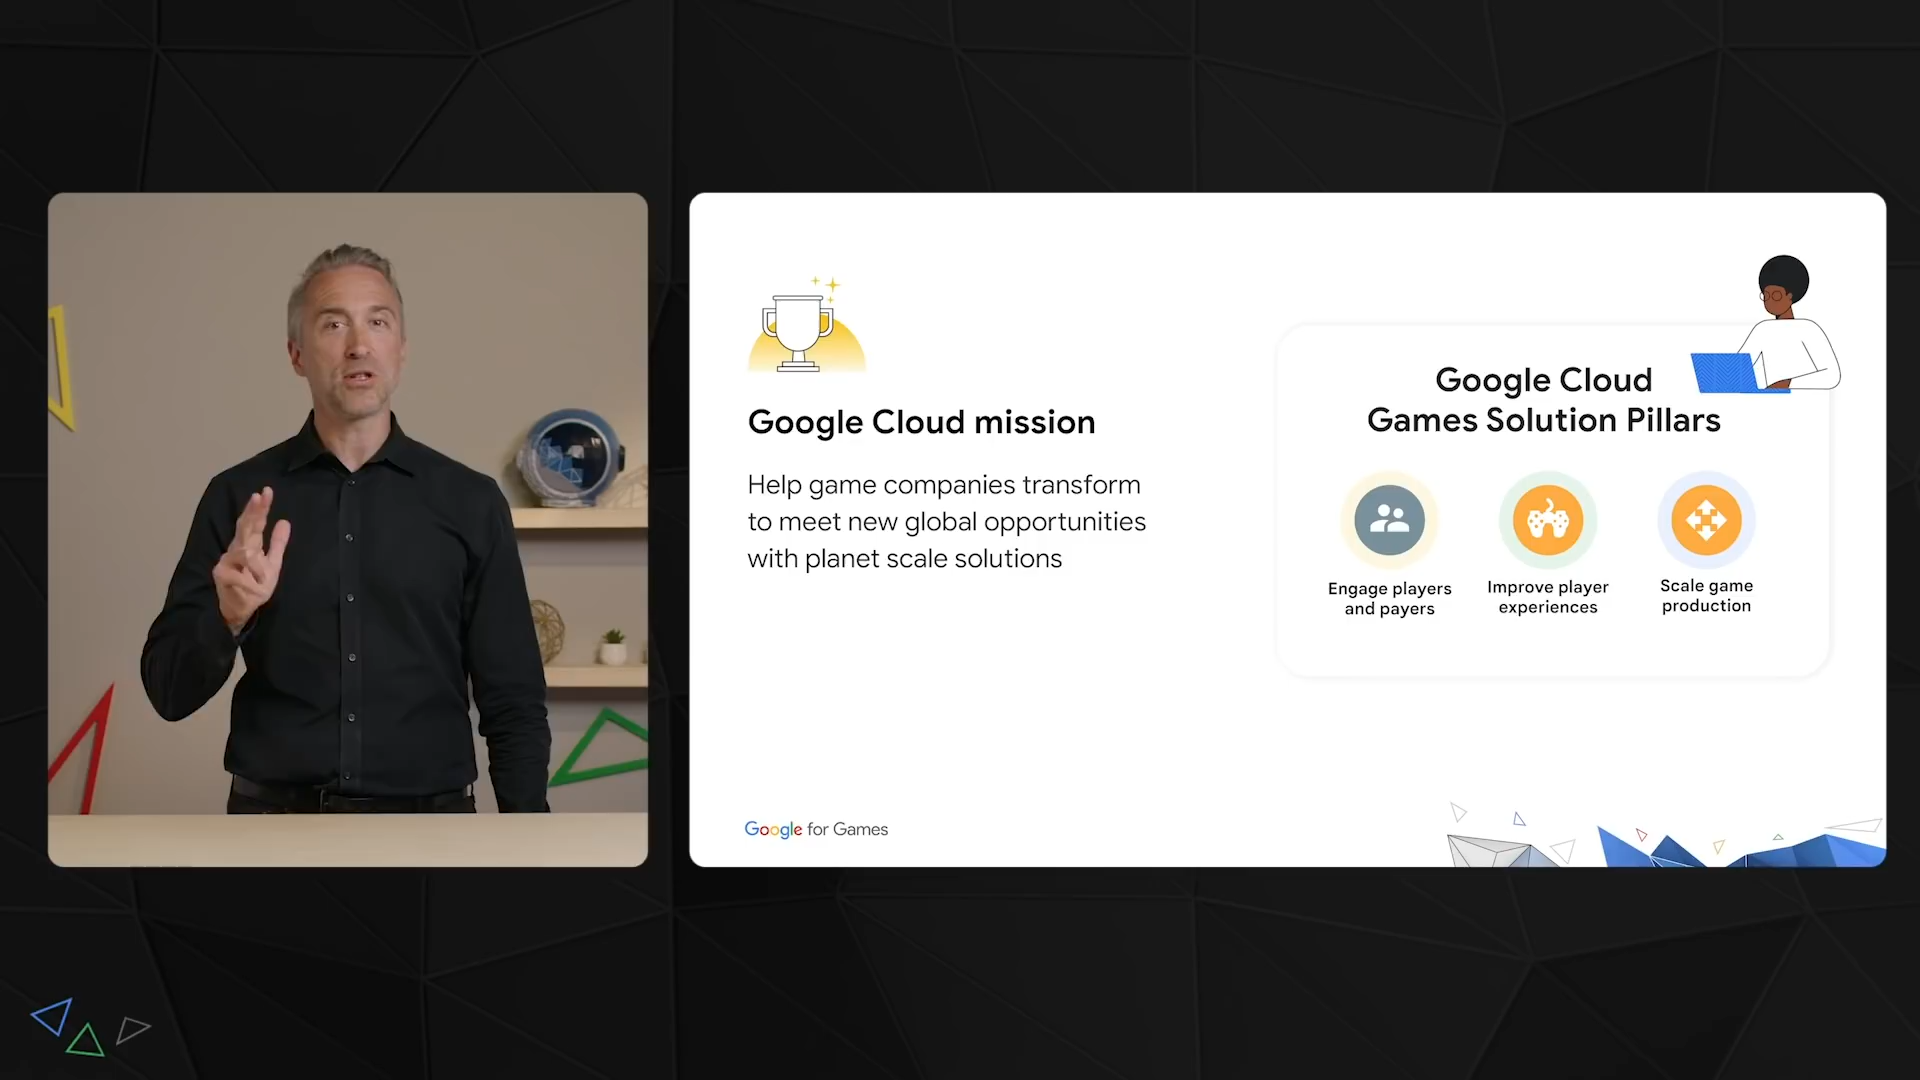 Google Cloud mission
Help game companies transform
to meet new global opportunities
with planet scale solutions
Google Cloud
Games Solution Pillars
Engage players
and payers
Improve player
experiences
Scale game
production
Google for Games